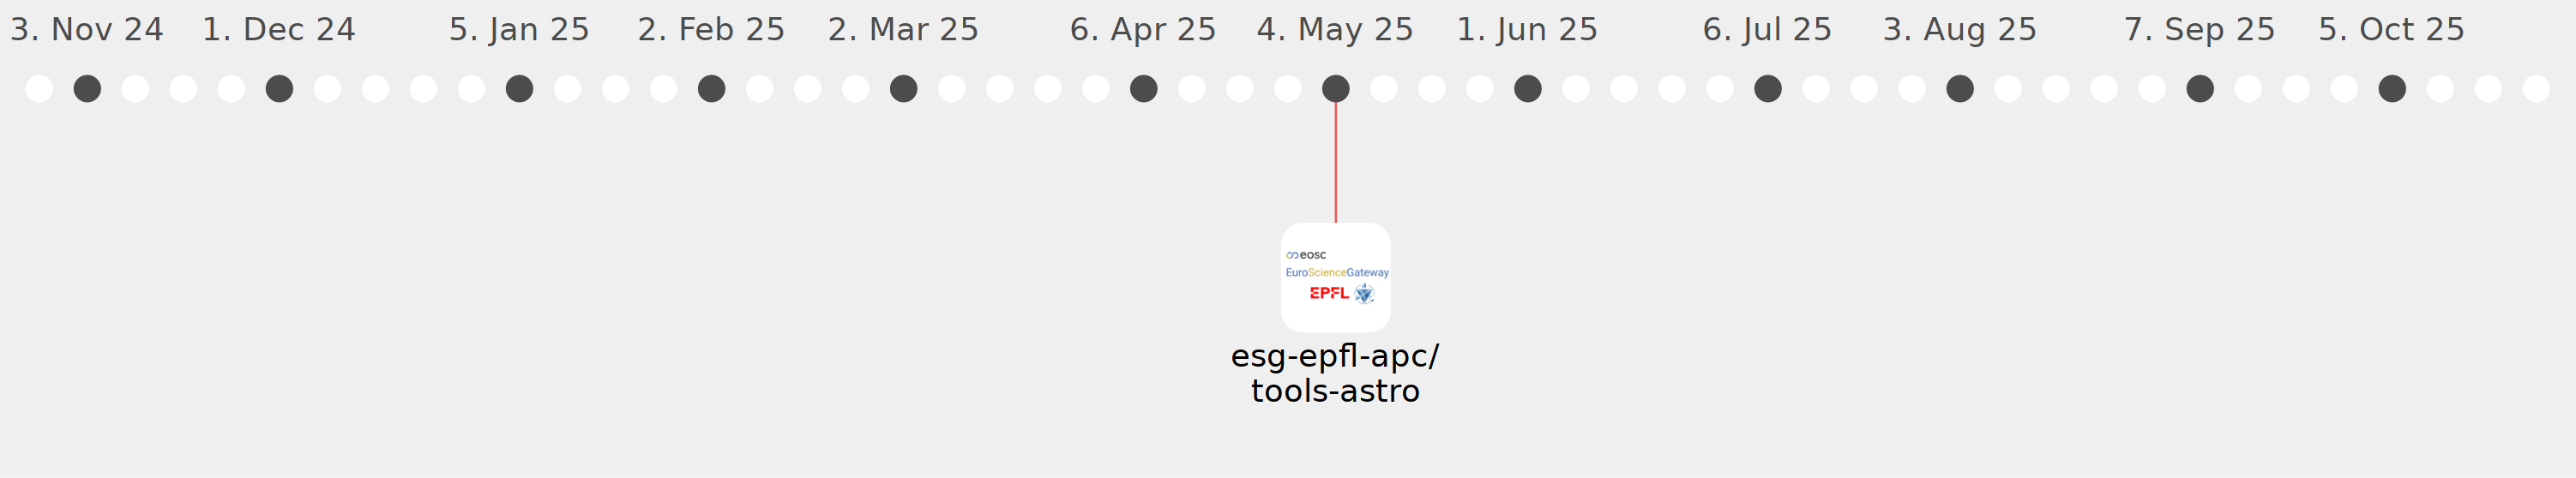 3. Nov 24 1. Dec 24 5. Jan 25 2. Feb 25 2. Mar 25 6. Apr 25 4. May 25 1. Jun 25 6. Jul 25 3. Aug 25 7. Sep 25 5. Oct 25
eosc
EuroScienceGateway
EPFL
esg-epfl-apc/
tools-astro